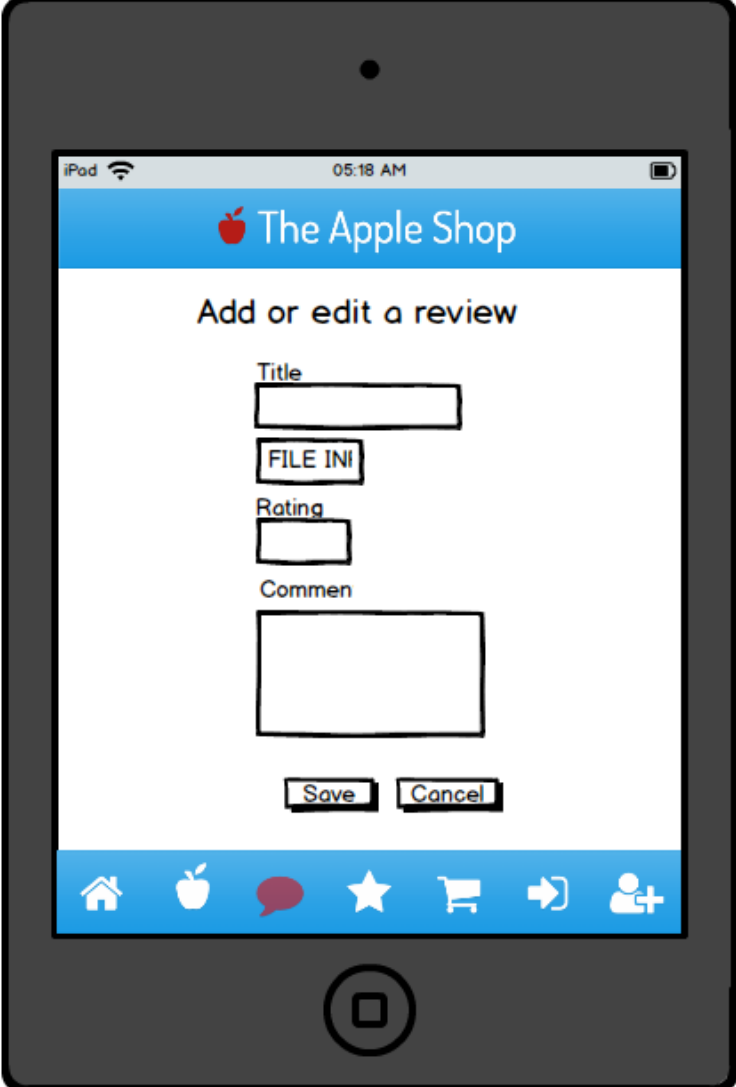 iPad 05:18 AM
The Apple Shop
Add or edit a review
Title
FILE INI
Rating
Commen
Save Cancel